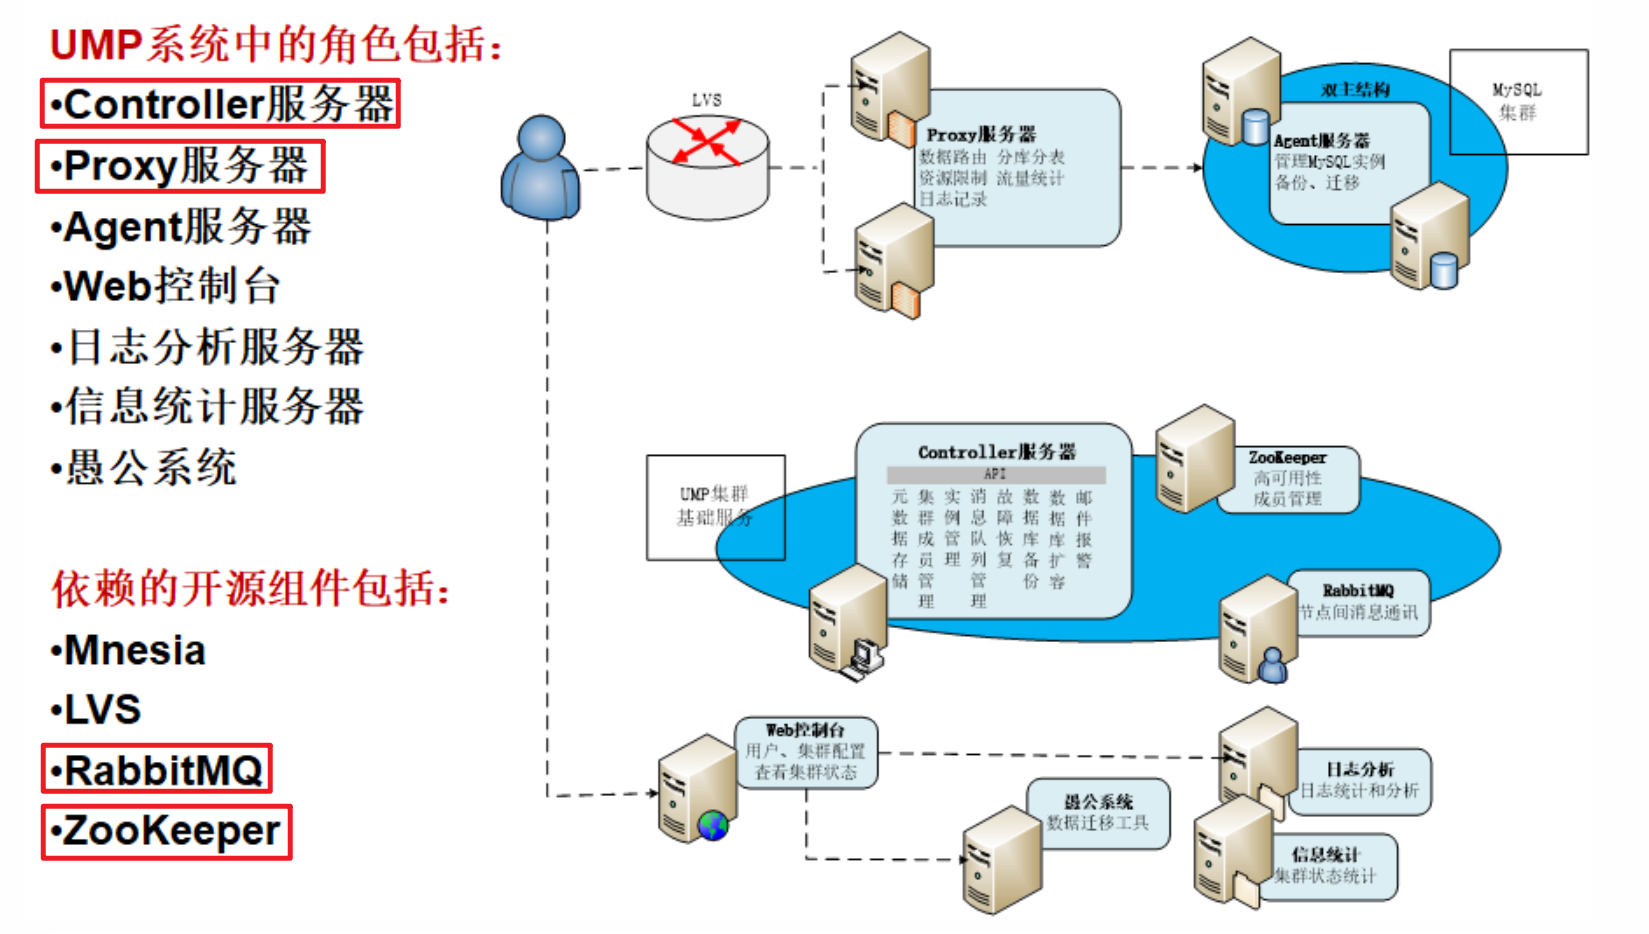 UMP系统中的角色包括：
•Controller服务器
•Proxy服务器
•Agent服务器
•Web控制台
•日志分析服务器
•信息统计服务器
•愚公系统
依赖的开源组件包括：
•Mnesia
•LVS
•RabbitMQ
•ZooKeeper
LVS
Proxy服务器
数据路由 分库分表
资源限制 流量统计
日志记录
双主结构
Agent服务器
管理MySQL实例
备份、迁移
MySQL
集群
UMP集群
基础服务
Controller服务器
API
元数据存储
集群成员管理
实例管理
消息队列管理
故障恢复
数据库备份
数据库扩容
邮件报警
ZooKeeper
高可用性
成员管理
RabbitMQ
节点间消息通讯
Web控制台
用户、集群配置
查看集群状态
愚公系统
数据迁移工具
日志分析
日志统计和分析
信息统计
集群状态统计